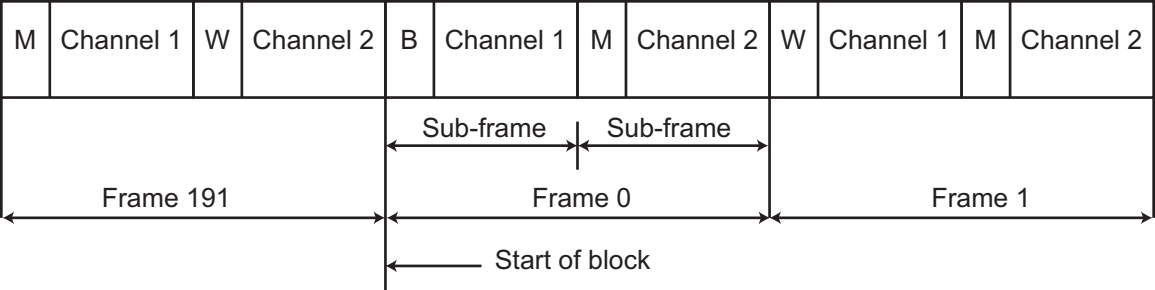 M Channel 1 W Channel 2 B Channel 1 M Channel 2 W Channel 1 M Channel 2
Sub-frame Sub-frame
Frame 191 Frame 0 Frame 1
Start of block